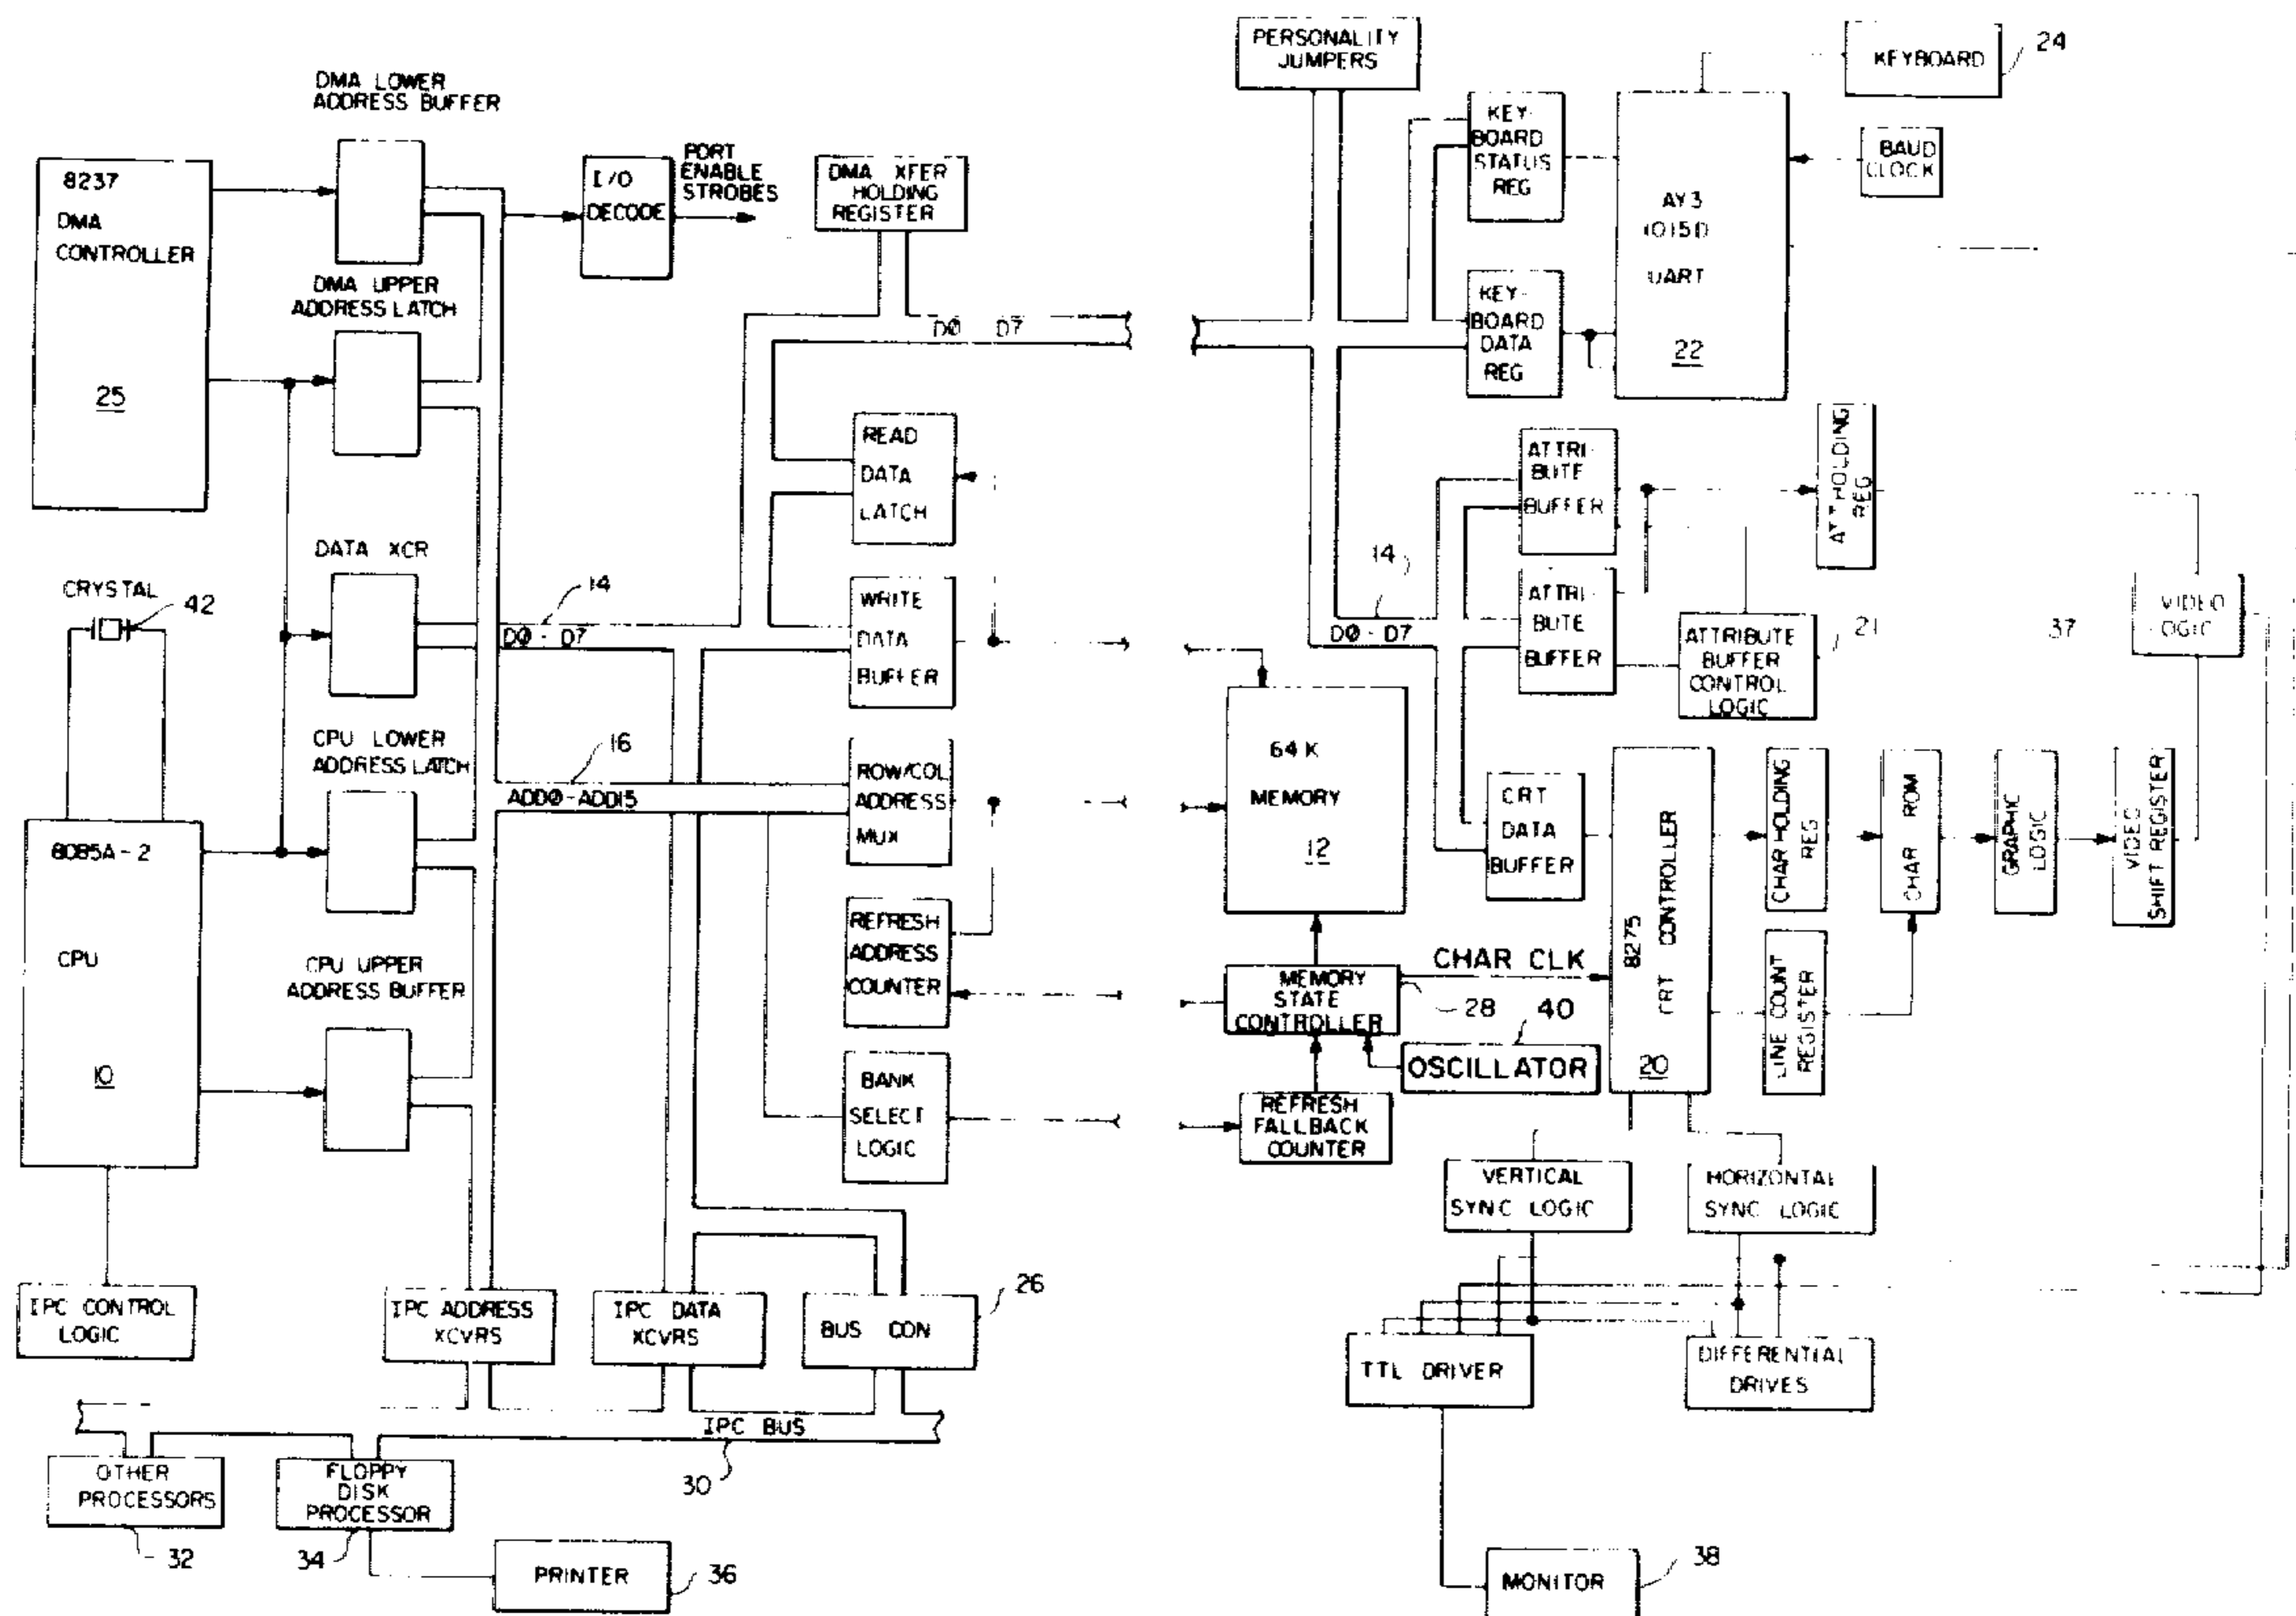 DMA LOWER
ADDRESS BUFFER
8237
DMA
CONTROLLER
25
DMA UPPER
ADDRESS LATCH
I/O
DECODE
PORT
ENABLE
STROBES
DMA XFER
HOLDING
REGISTER
D0 D7
READ
DATA
LATCH
DATA XCR
CRYSTAL
42
14
D0 - D7
WRITE
DATA
BUFFER
CPU LOWER
ADDRESS LATCH
16
ADD0-ADD15
ROW/COL
ADDRESS
MUX
8085A-2
CPU
10
REFRESH
ADDRESS
COUNTER
CPU UPPER
ADDRESS BUFFER
BANK
SELECT
LOGIC
IPC CONTROL
LOGIC
IPC ADDRESS
XCVRS
IPC DATA
XCVRS
BUS CON
26
IPC BUS
30
OTHER
PROCESSORS
32
FLOPPY
DISK
PROCESSOR
34
PRINTER
36
PERSONALITY
JUMPERS
KEYBOARD
24
KEY-
BOARD
STATUS
REG
AY3
1015D
UART
22
BAUD
CLOCK
KEY-
BOARD
DATA
REG
ATTRI-
BUTE
BUFFER
ATT HOLDING
REG
14
D0 - D7
ATTRI-
BUTE
BUFFER
ATTRIBUTE
BUFFER
CONTROL
LOGIC
21
37
VIDEO
LOGIC
64K
MEMORY
12
CRT
DATA
BUFFER
8275
CRT CONTROLLER
20
CHAR HOLDING
REG
CHAR ROM
GRAPHIC
LOGIC
VIDEO
SHIFT REGISTER
CHAR CLK
MEMORY
STATE
CONTROLLER
28
40
OSCILLATOR
LINE COUNT
REGISTER
REFRESH
FALLBACK
COUNTER
VERTICAL
SYNC LOGIC
HORIZONTAL
SYNC LOGIC
TTL DRIVER
DIFFERENTIAL
DRIVES
MONITOR
38